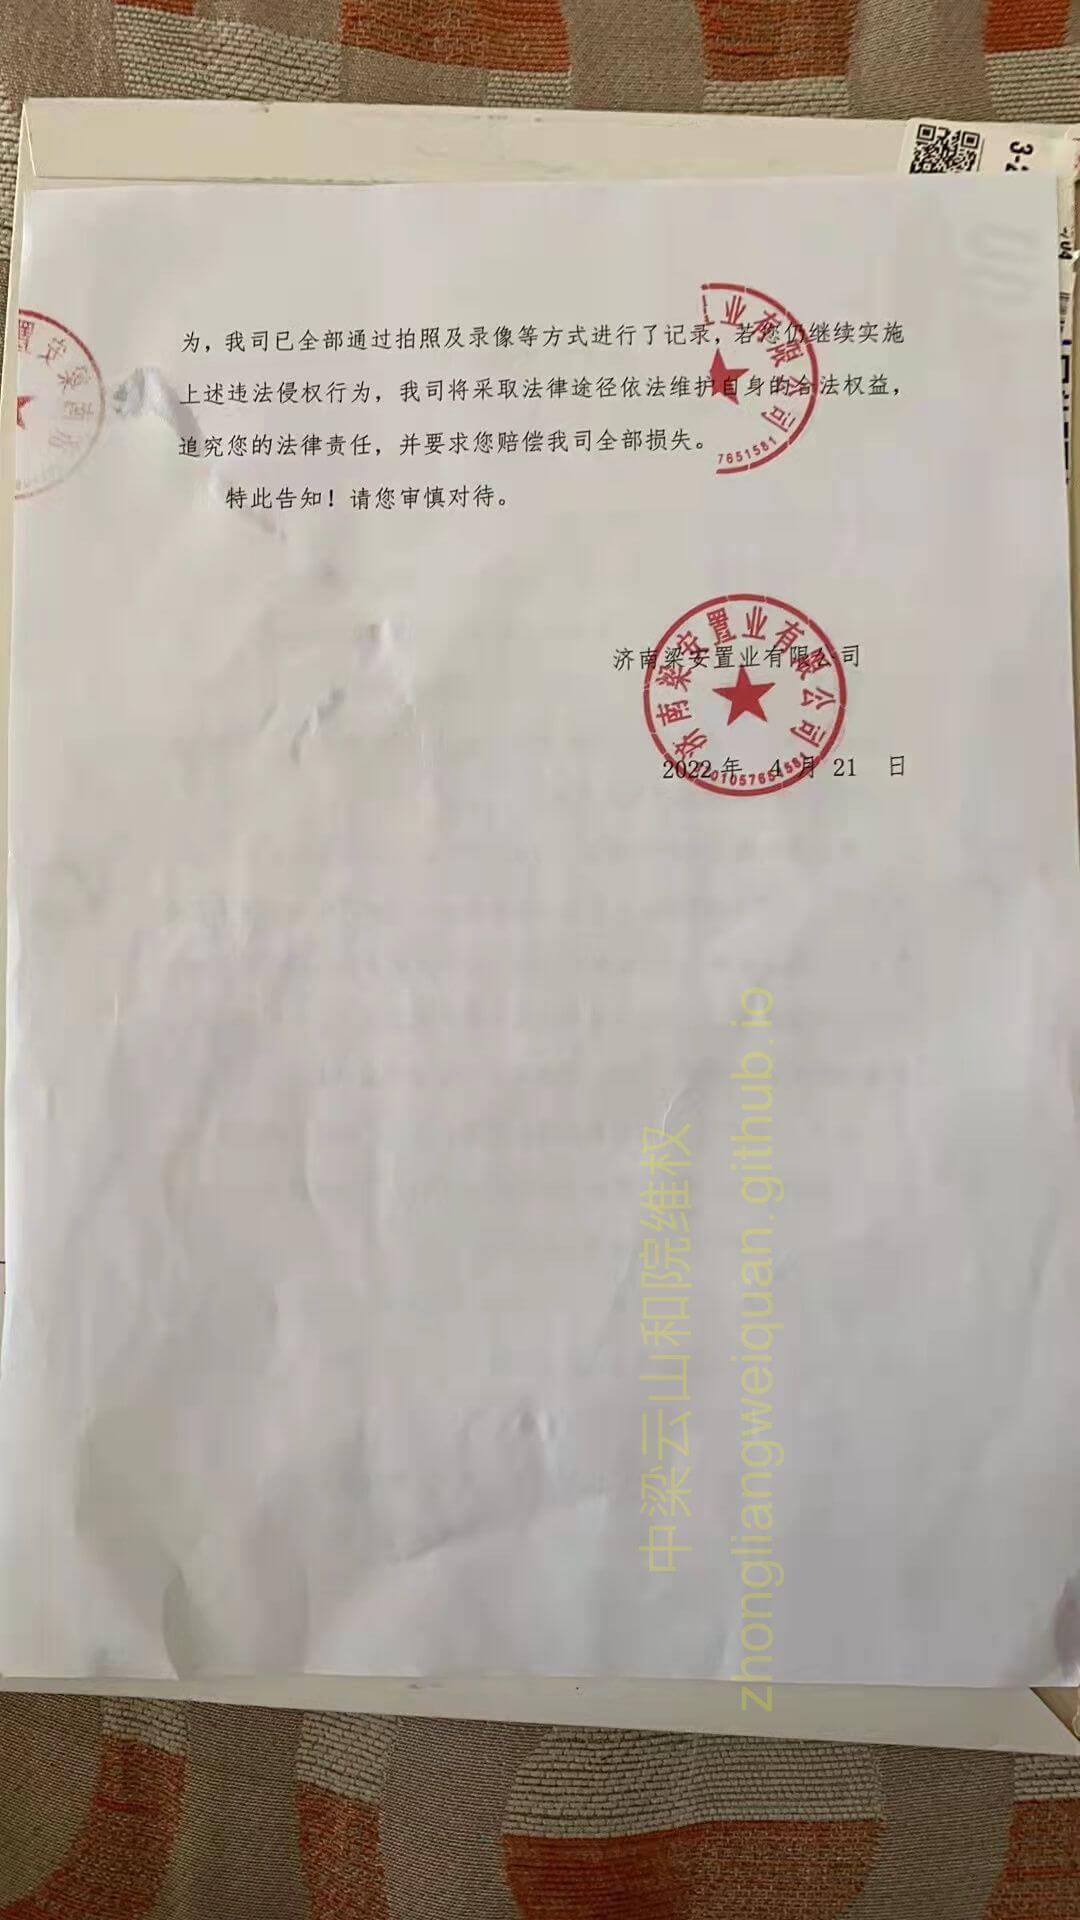 3-2
业有限公司
7651581
置安梁南济
为，我司已全部通过拍照及录像等方式进行了记录，若您仍继续实施
上述违法侵权行为，我司将采取法律途径依法维护自身的合法权益，
追究您的法律责任，并要求您赔偿我司全部损失。
特此告知！请您审慎对待。
济南梁安置业有限公司
济南梁安置业有限公司
2022年 4月 21 日
01057651581
中梁云山和院维权
zhongliangweiquan.github.io